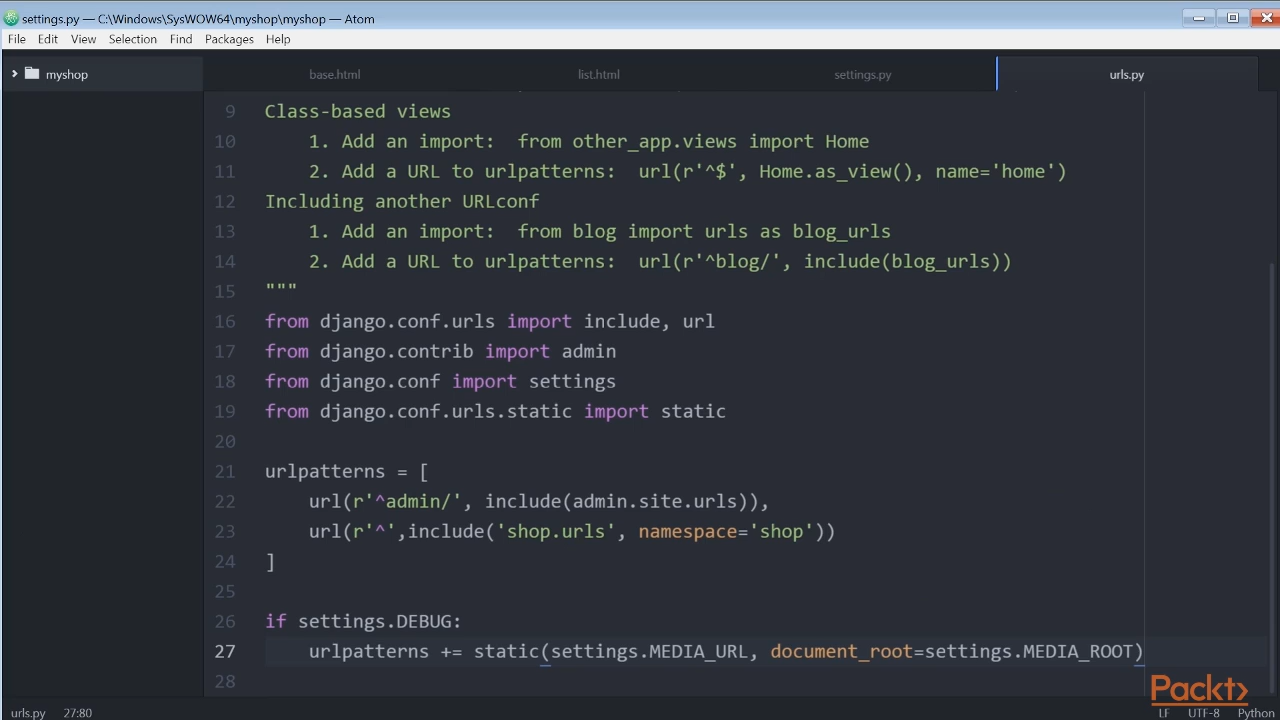 settings.py — C:\Windows\SysWOW64\myshop\myshop — Atom
File Edit View Selection Find Packages Help
myshop
base.html list.html settings.py urls.py
9 Class-based views
10     1. Add an import:  from other_app.views import Home
11     2. Add a URL to urlpatterns:  url(r'^$', Home.as_view(), name='home')
12 Including another URLconf
13     1. Add an import:  from blog import urls as blog_urls
14     2. Add a URL to urlpatterns:  url(r'^blog/', include(blog_urls))
15 """
16 from django.conf.urls import include, url
17 from django.contrib import admin
18 from django.conf import settings
19 from django.conf.urls.static import static
20
21 urlpatterns = [
22     url(r'^admin/', include(admin.site.urls)),
23     url(r'^',include('shop.urls', namespace='shop'))
24 ]
25
26 if settings.DEBUG:
27     urlpatterns += static(settings.MEDIA_URL, document_root=settings.MEDIA_ROOT)
28
Packt>
urls.py 27:80 LF UTF-8 Python